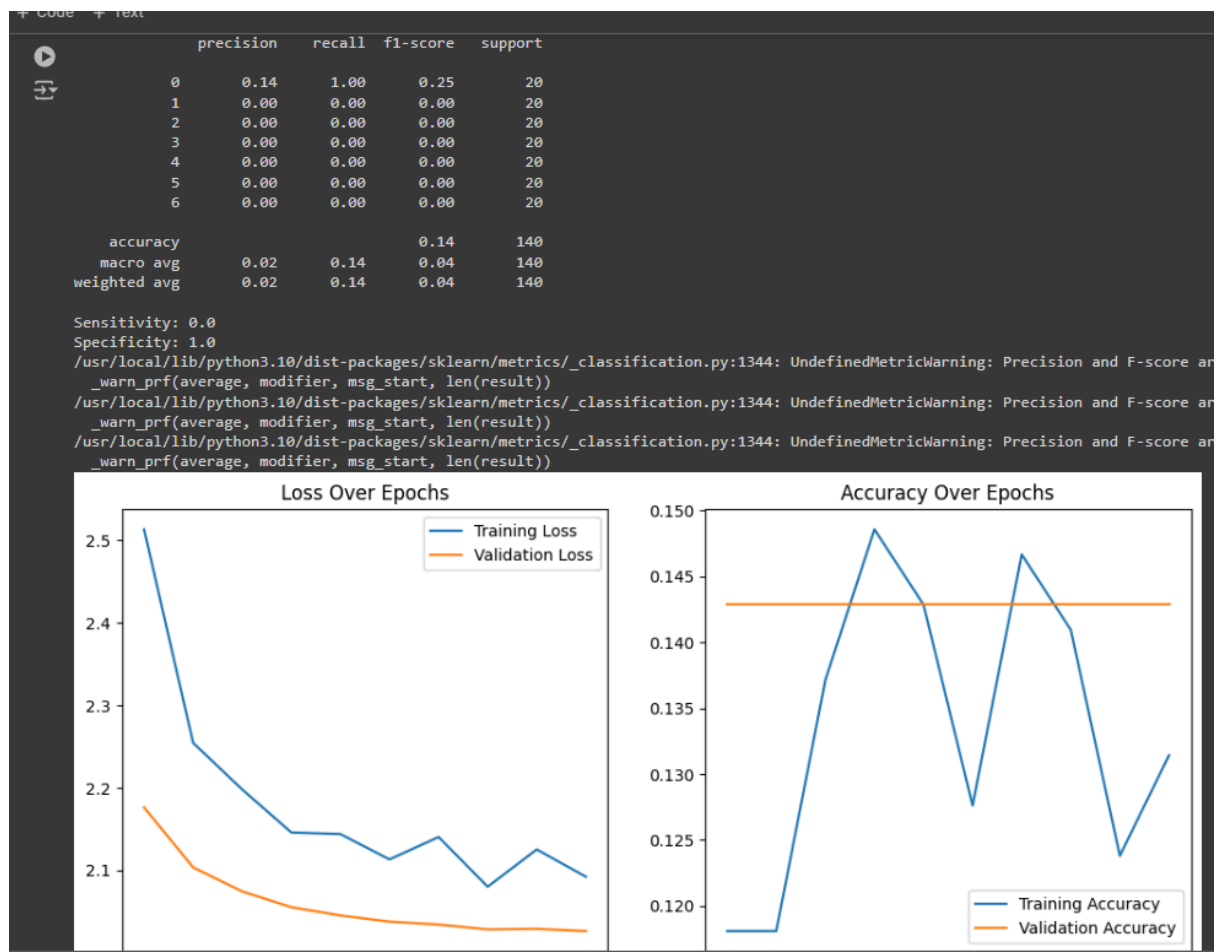 + Code + Text
precision recall f1-score support
0 0.14 1.00 0.25 20
1 0.00 0.00 0.00 20
2 0.00 0.00 0.00 20
3 0.00 0.00 0.00 20
4 0.00 0.00 0.00 20
5 0.00 0.00 0.00 20
6 0.00 0.00 0.00 20
accuracy 0.14 140
macro avg 0.02 0.14 0.04 140
weighted avg 0.02 0.14 0.04 140
Sensitivity: 0.0
Specificity: 1.0
/usr/local/lib/python3.10/dist-packages/sklearn/metrics/_classification.py:1344: UndefinedMetricWarning: Precision and F-score ar
_warn_prf(average, modifier, msg_start, len(result))
/usr/local/lib/python3.10/dist-packages/sklearn/metrics/_classification.py:1344: UndefinedMetricWarning: Precision and F-score ar
_warn_prf(average, modifier, msg_start, len(result))
/usr/local/lib/python3.10/dist-packages/sklearn/metrics/_classification.py:1344: UndefinedMetricWarning: Precision and F-score ar
_warn_prf(average, modifier, msg_start, len(result))
Loss Over Epochs
Training Loss
Validation Loss
2.5
2.4
2.3
2.2
2.1
Accuracy Over Epochs
0.150
0.145
0.140
0.135
0.130
0.125
0.120
Training Accuracy
Validation Accuracy